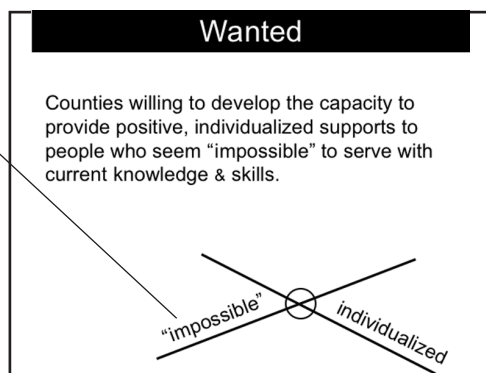 Wanted
Counties willing to develop the capacity to
provide positive, individualized supports to
people who seem “impossible” to serve with
current knowledge & skills.
“impossible”
individualized